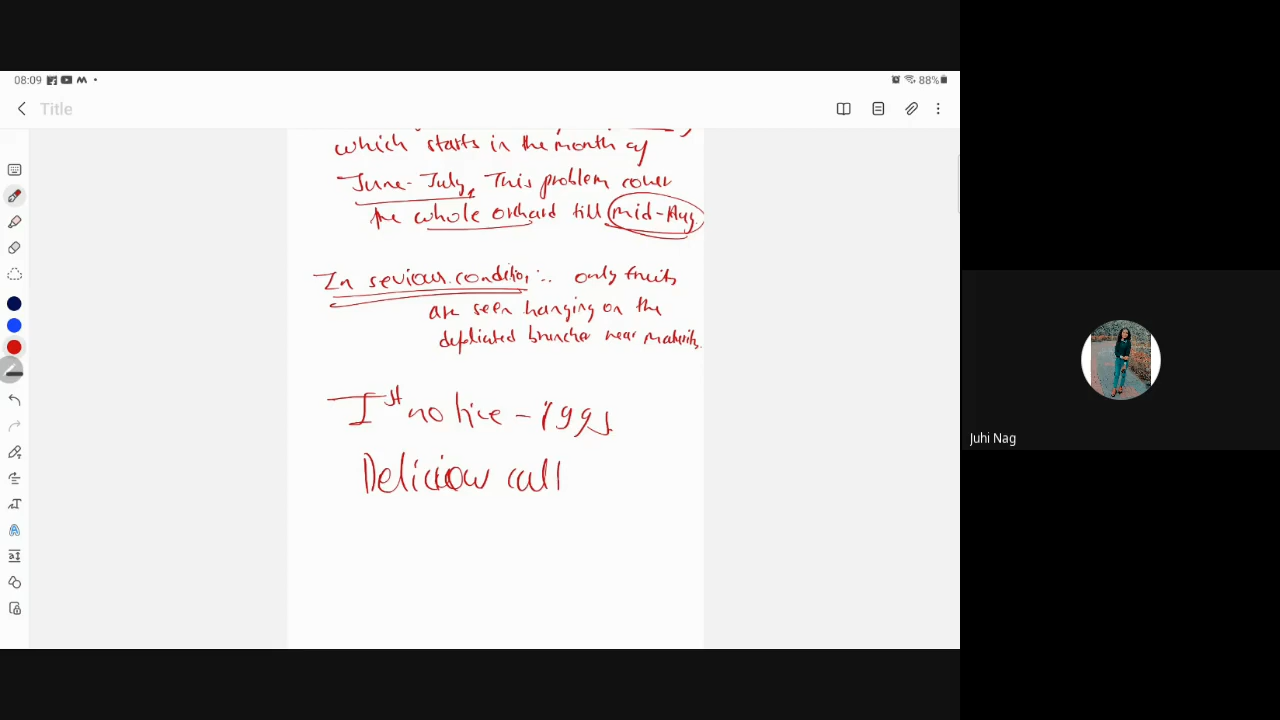 08:09
88%
Title
which starts in the month of
June-July, This problem cover
the whole orchard till mid-Aug.
In sevious condition :- only fruits
are seen hanging on the
defoliated branches near maturity.
Ist notice - 199
Delicious cult
Juhi Nag